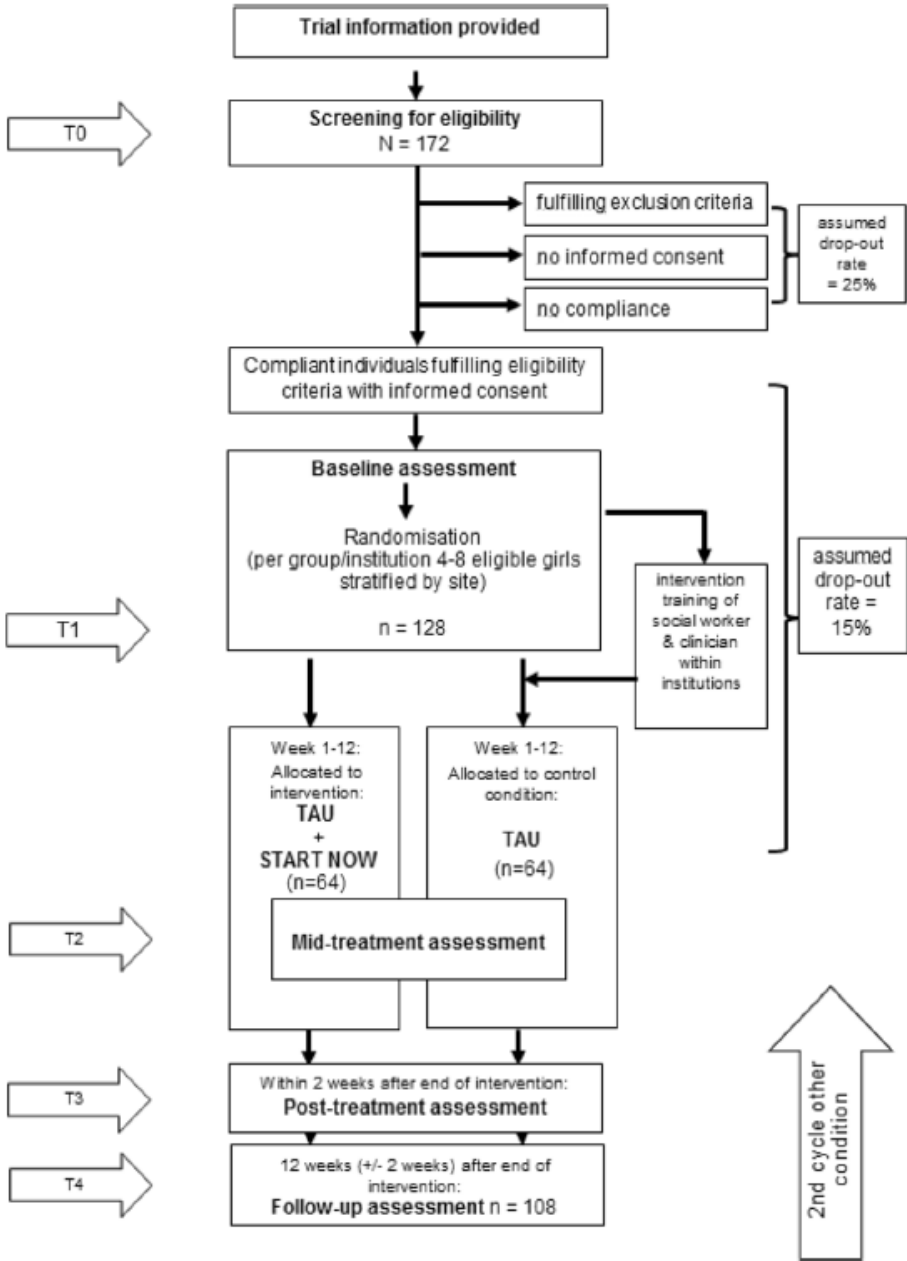 Trial information provided
T0
Screening for eligibility
N = 172
fulfilling exclusion criteria
no informed consent
no compliance
assumed
drop-out
rate
= 25%
Compliant individuals fulfilling eligibility
criteria with informed consent
Baseline assessment
Randomisation
(per group/institution 4-8 eligible girls
stratified by site)
n = 128
T1
intervention
training of
social worker
& clinician
within
institutions
assumed
drop-out
rate =
15%
Week 1-12:
Allocated to
intervention:
TAU
+
START NOW
(n=64)
Week 1-12:
Allocated to control
condition:
TAU
(n=64)
T2
Mid-treatment assessment
T3
Within 2 weeks after end of intervention:
Post-treatment assessment
T4
12 weeks (+/- 2 weeks) after end of
intervention:
Follow-up assessment n = 108
2nd cycle other
condition